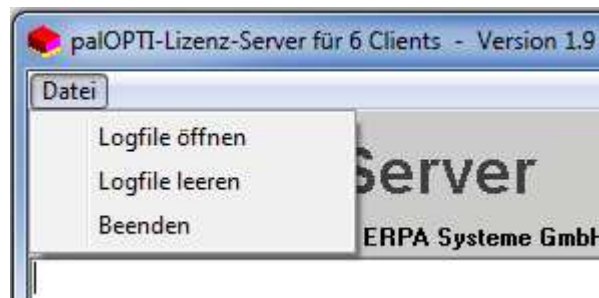 palOPTI-Lizenz-Server für 6 Clients - Version 1.9
Datei
Logfile öffnen
Logfile leeren
Beenden
Server
ERPA Systeme GmbH